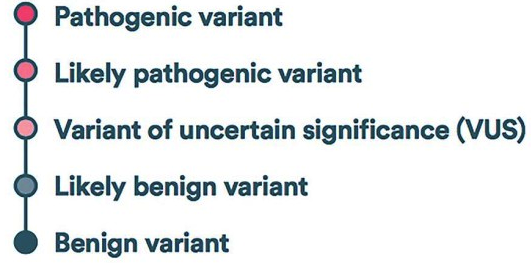 Pathogenic variant
Likely pathogenic variant
Variant of uncertain significance (VUS)
Likely benign variant
Benign variant